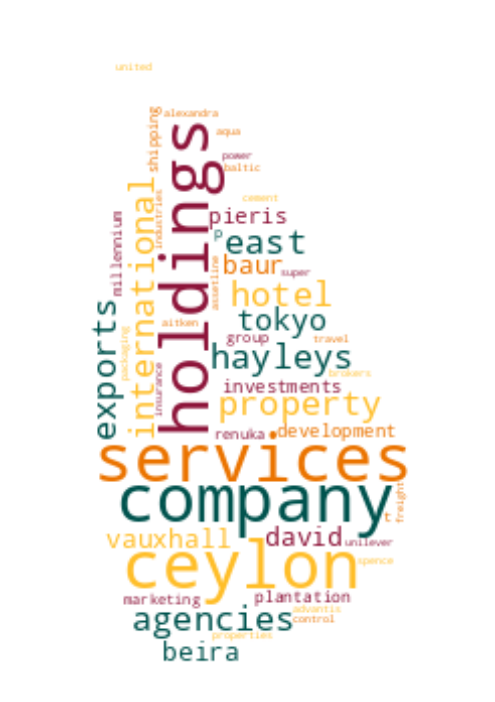 united
alexandra
shipping
aqua
holdings
power
baltic
international
industries
cement
millennium
pieris
p
east
assetline
baur
super
hotel
exports
tokyo
aitken
group
travel
packaging
hayleys
brokers
insurance
investments
property
renuka
development
services
company
r
freight
vauxhall
david
unilever
ceylon
spence
marketing
plantation
agencies
advantis
control
properties
beira